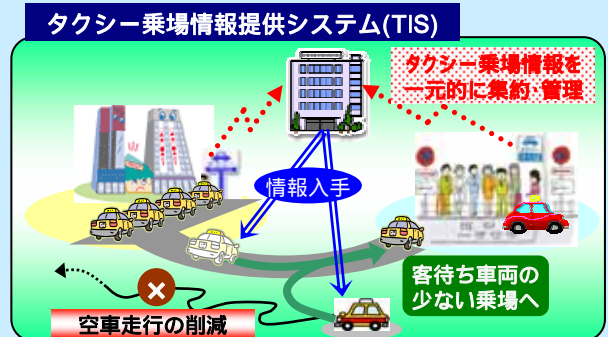 タクシー乗場情報提供システム(TIS)
タクシー乗場情報を
一元的に集約・管理
情報入手
客待ち車両の
少ない乗場へ
空車走行の削減